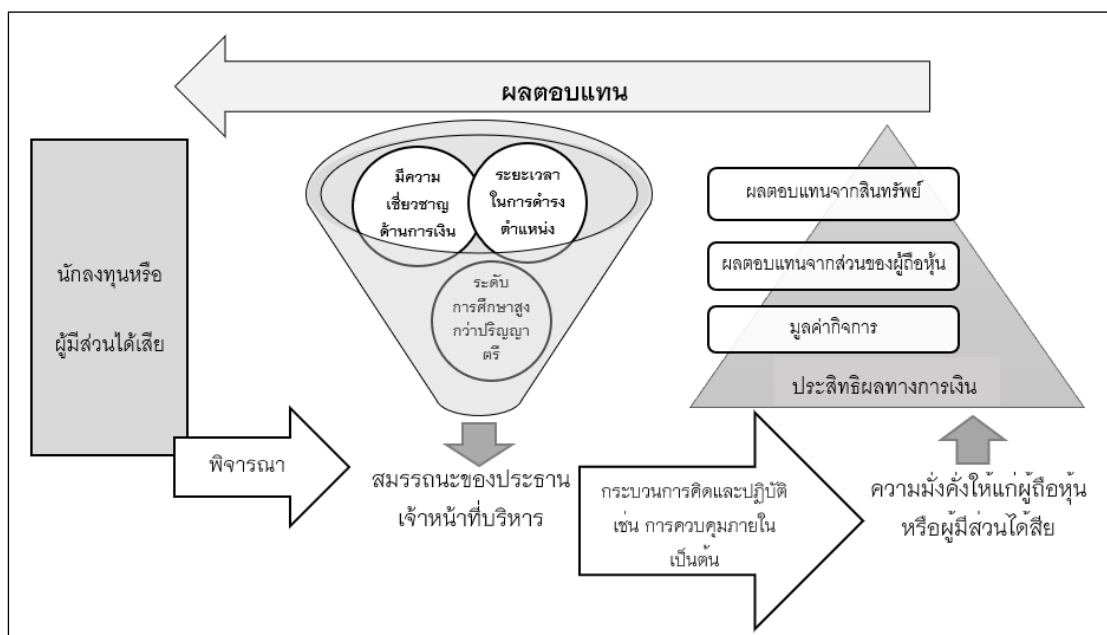 ผลตอบแทน
นักลงทุนหรือ
ผู้มีส่วนได้เสีย
พิจารณา
มีความ
เชี่ยวชาญ
ด้านการเงิน
ระยะเวลา
ในการดำรง
ตำแหน่ง
ระดับ
การศึกษาสูง
กว่าปริญญา
ตรี
สมรรถนะของประธาน
เจ้าหน้าที่บริหาร
กระบวนการคิดและปฏิบัติ
เช่น การควบคุมภายใน
เป็นต้น
ผลตอบแทนจากสินทรัพย์
ผลตอบแทนจากส่วนของผู้ถือหุ้น
มูลค่ากิจการ
ประสิทธิผลทางการเงิน
ความมั่งคั่งให้แก่ผู้ถือหุ้น
หรือผู้มีส่วนได้สีย